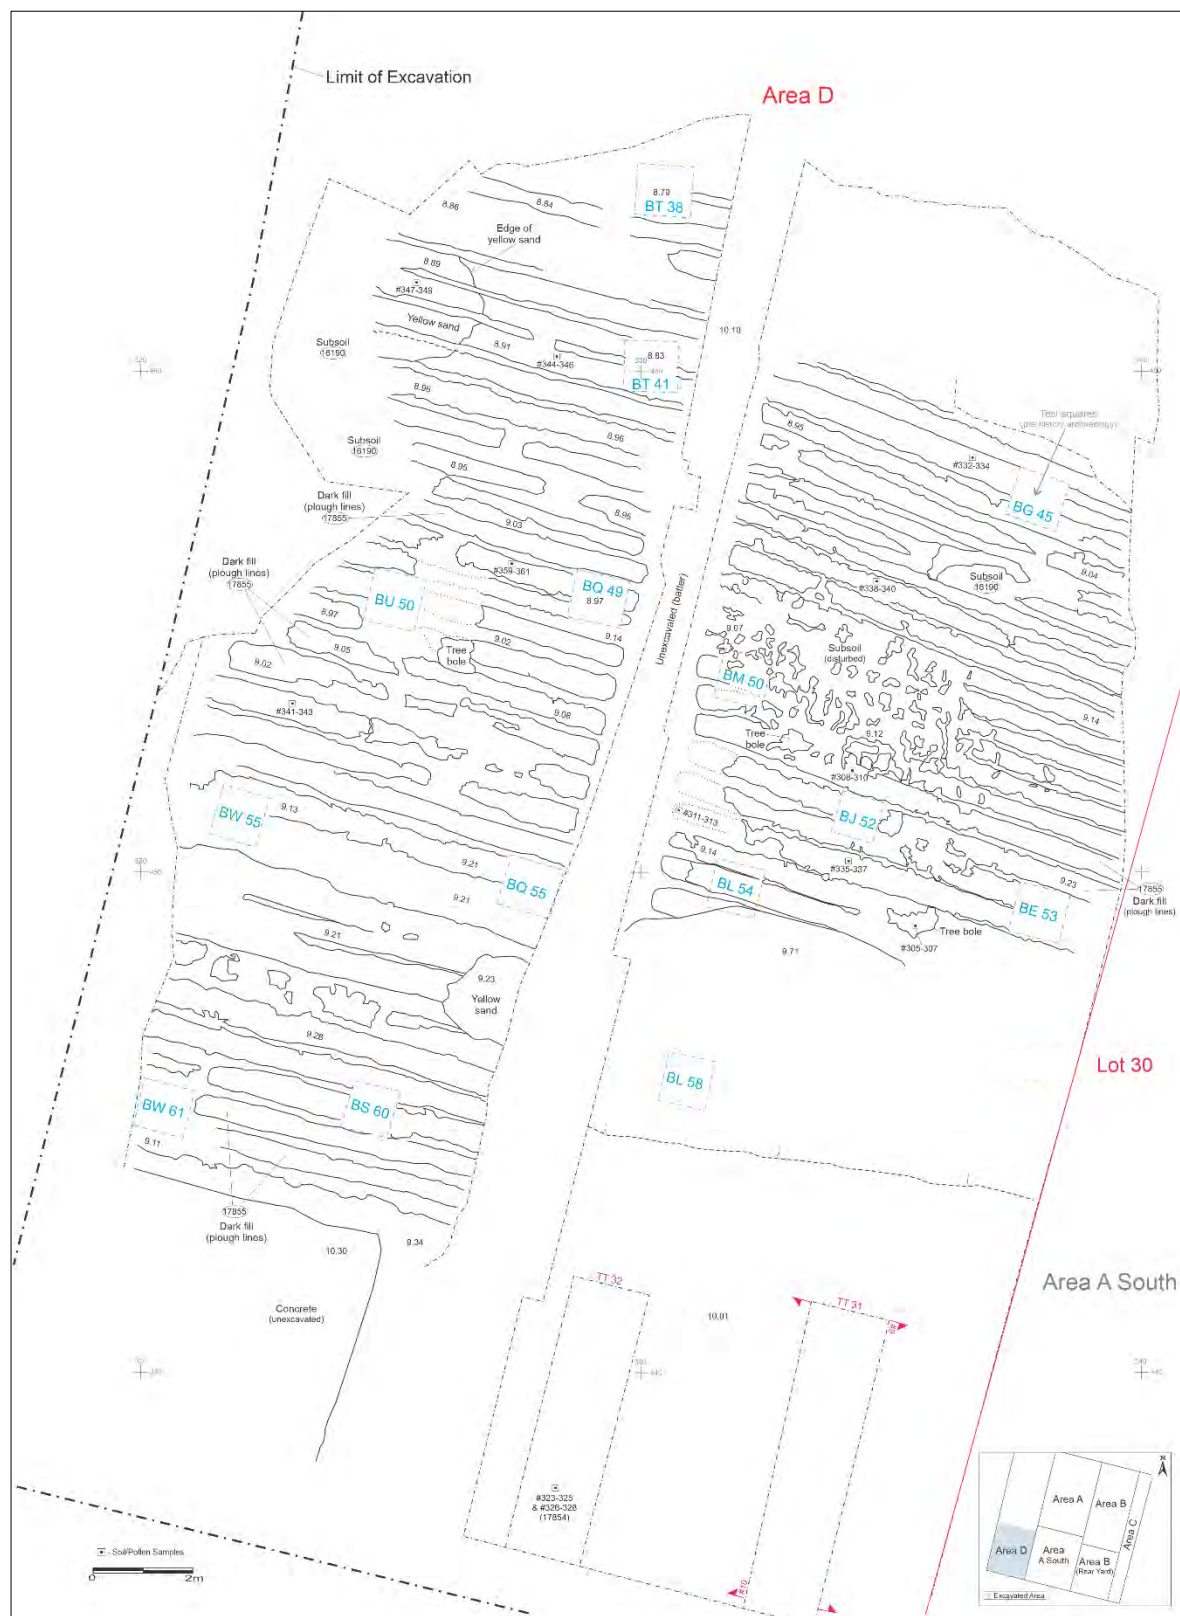 Limit of Excavation
Area D
8.79
BT 38
8.86
8.84
Edge of
yellow sand
8.89
#347-349
Yellow sand
8.91
#344-346
8.83
BT 41
10.10
Subsoil
16190
8.96
8.96
Subsoil
16190
8.95
8.95
8.95
Test squares
(pre-history archaeology)
#332-334
BG 45
Dark fill
(plough lines)
17855
9.03
8.96
Dark fill
(plough lines)
17855
#359-361
BU 50
BQ 49
8.97
8.97
9.14
9.02
9.05
9.02
Tree
bole
9.08
#341-343
Unexcavated (batter)
9.04
Subsoil
16190
#338-340
9.07
Subsoil
(disturbed)
BM 50
9.14
Tree
bole
9.12
#308-310
BW 55
9.13
9.21
BQ 55
9.21
9.21
#311-313
BJ 52
9.14
#335-337
BL 54
9.23
BE 53
17855
Dark fill
(plough lines)
Tree bole
#305-307
9.71
9.23
Yellow
sand
9.28
BL 58
Lot 30
BW 61
BS 60
9.11
17855
Dark fill
(plough lines)
10.30
9.34
Concrete
(unexcavated)
Area A South
TT 32
TT 31
#323-325
& #326-328
(17854)
#10
- Soil/Pollen Samples
0
2m
N
Area A
Area B
Area C
Area D
Area
A South
Area B
(Rear Yard)
Excavated Area